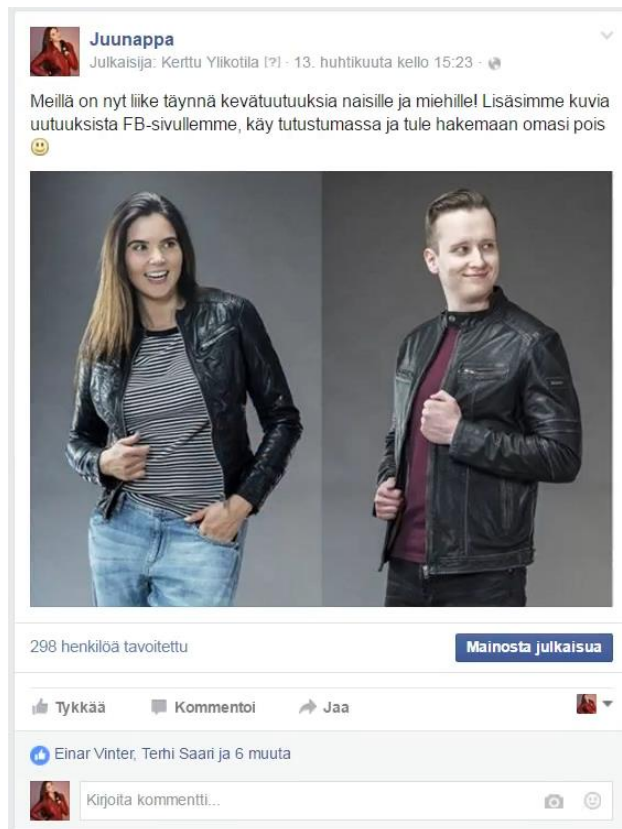 Juunappa
Julkaisija: Kerttu Ylikotila [?] · 13. huhtikuuta kello 15:23 ·
Meillä on nyt liike täynnä kevätuutuuksia naisille ja miehille! Lisäsimme kuvia
uutuuksista FB-sivullemme, käy tutustumassa ja tule hakemaan omasi pois
298 henkilöä tavoitettu
Mainosta julkaisua
Tykkää Kommentoi Jaa
Einar Vinter, Terhi Saari ja 6 muuta
Kirjoita kommentti...